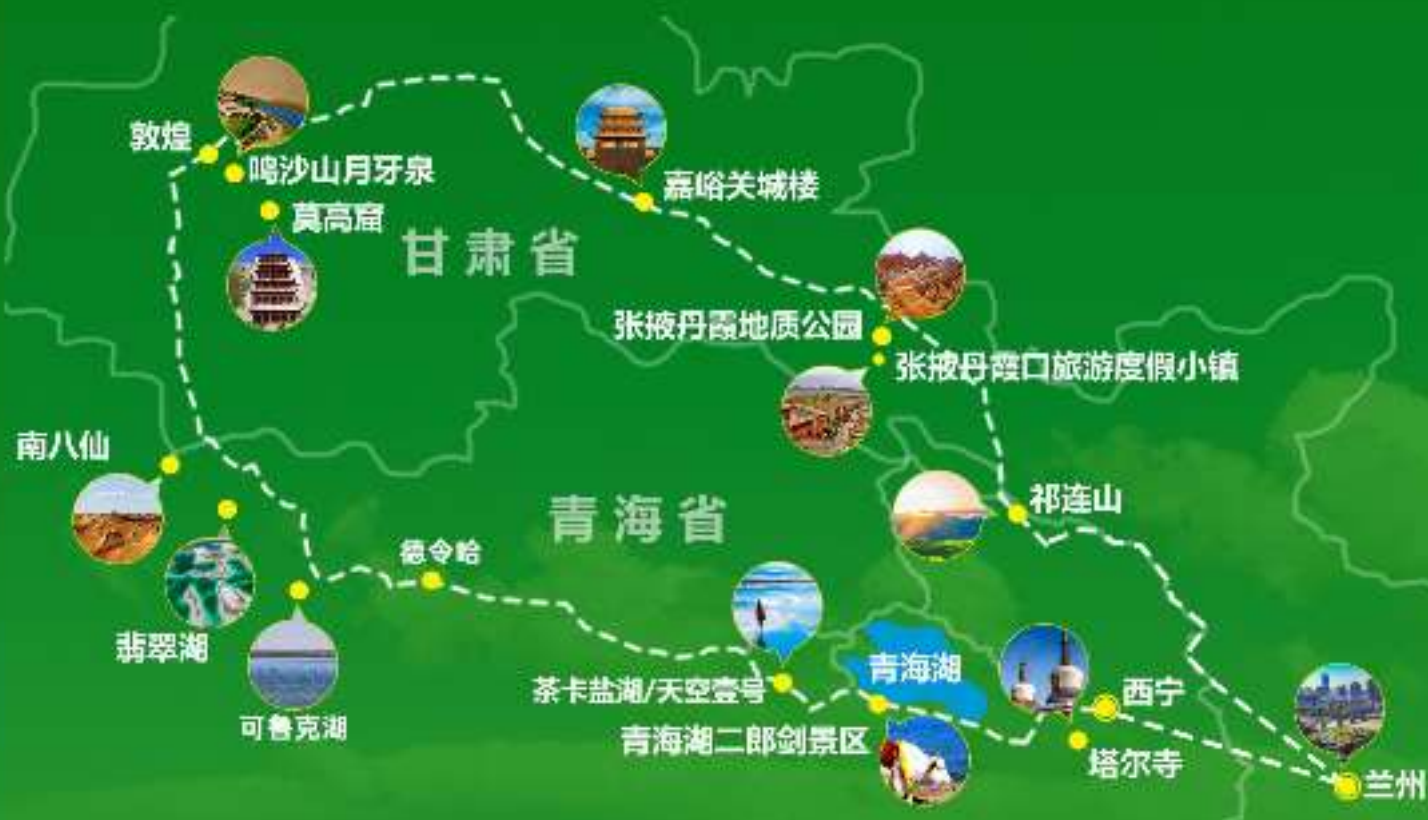 敦煌
鸣沙山月牙泉
嘉峪关城楼
莫高窟
甘肃省
张掖丹霞地质公园
张掖丹霞口旅游度假小镇
南八仙
祁连山
青海省
德令哈
翡翠湖
青海湖
茶卡盐湖/天空壹号
西宁
可鲁克湖
青海湖二郎剑景区
塔尔寺
兰州